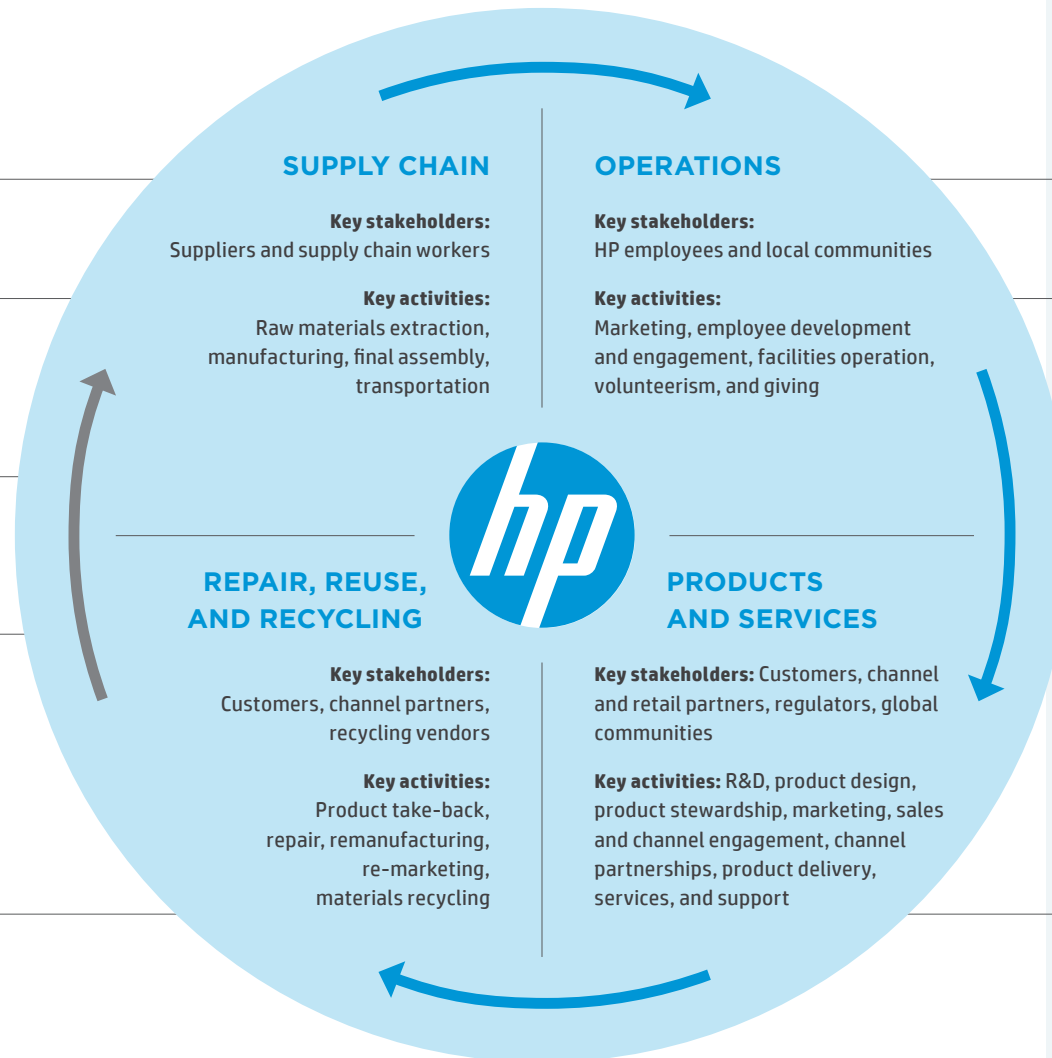 SUPPLY CHAIN
Key stakeholders:
Suppliers and supply chain workers
Key activities:
Raw materials extraction,
manufacturing, final assembly,
transportation
OPERATIONS
Key stakeholders:
HP employees and local communities
Key activities:
Marketing, employee development
and engagement, facilities operation,
volunteerism, and giving
hp
REPAIR, REUSE,
AND RECYCLING
Key stakeholders:
Customers, channel partners,
recycling vendors
Key activities:
Product take-back,
repair, remanufacturing,
re-marketing,
materials recycling
PRODUCTS
AND SERVICES
Key stakeholders: Customers, channel
and retail partners, regulators, global
communities
Key activities: R&D, product design,
product stewardship, marketing, sales
and channel engagement, channel
partnerships, product delivery,
services, and support